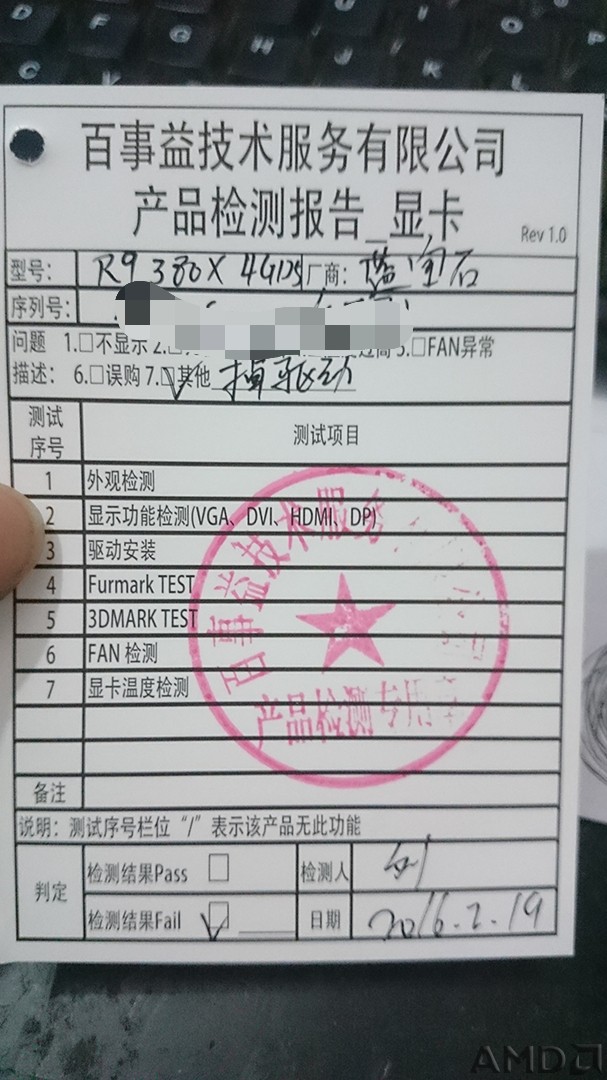 百事益技术服务有限公司
产品检测报告_显卡
Rev 1.0
型号： R9 380X 4GD5 厂商：蓝宝石
序列号：
问题 1.□不显示 2.□ 5.□FAN异常
描述： 6.□误购 7.□其他 掉驱动
测试序号 测试项目
1 外观检测
2 显示功能检测(VGA、DVI、HDMI、DP)
3 驱动安装
4 Furmark TEST
5 3DMARK TEST
6 FAN 检测
7 显卡温度检测
百事益技术服务
产品检测专用
备注
说明：测试序号栏位“/”表示该产品无此功能
判定 检测结果Pass □ 检测人
检测结果Fail □ 日期 2016.2.19
AMD